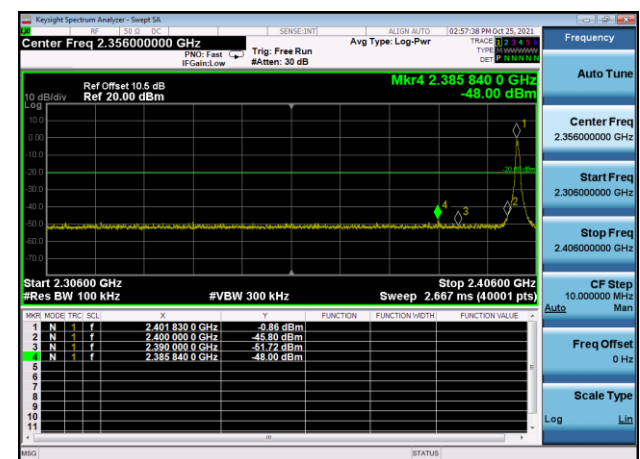 Keysight Spectrum Analyzer - Swept SA
RF 50 Ω DC SENSE:INT ALIGN AUTO 02:57:38 PM Oct 25, 2021
Center Freq 2.356000000 GHz
PNO: Fast
IFGain:Low
Trig: Free Run
#Atten: 30 dB
Avg Type: Log-Pwr
TRACE 1 2 3 4 5 6
TYPE M WWWWW
DET P N N N N N
Frequency
Auto Tune
Center Freq
2.356000000 GHz
Start Freq
2.306000000 GHz
Stop Freq
2.406000000 GHz
CF Step
10.000000 MHz
Auto Man
Freq Offset
0 Hz
Scale Type
Log Lin
Mkr4 2.385 840 0 GHz
-48.00 dBm
Ref Offset 10.5 dB
10 dB/div Ref 20.00 dBm
Log
10.0
0.00
-10.0
-20.0
-30.0
-40.0
-50.0
-60.0
-70.0
1
2
3
4
Start 2.30600 GHz Stop 2.40600 GHz
#Res BW 100 kHz #VBW 300 kHz Sweep 2.667 ms (40001 pts)
MKR MODE TRC SCL X Y FUNCTION FUNCTION WIDTH FUNCTION VALUE
1 N 1 f 2.401 830 0 GHz -0.86 dBm
2 N 1 f 2.400 000 0 GHz -45.80 dBm
3 N 1 f 2.390 000 0 GHz -51.72 dBm
4 N 1 f 2.385 840 0 GHz -48.00 dBm
5
6
7
8
9
10
11
MSG STATUS